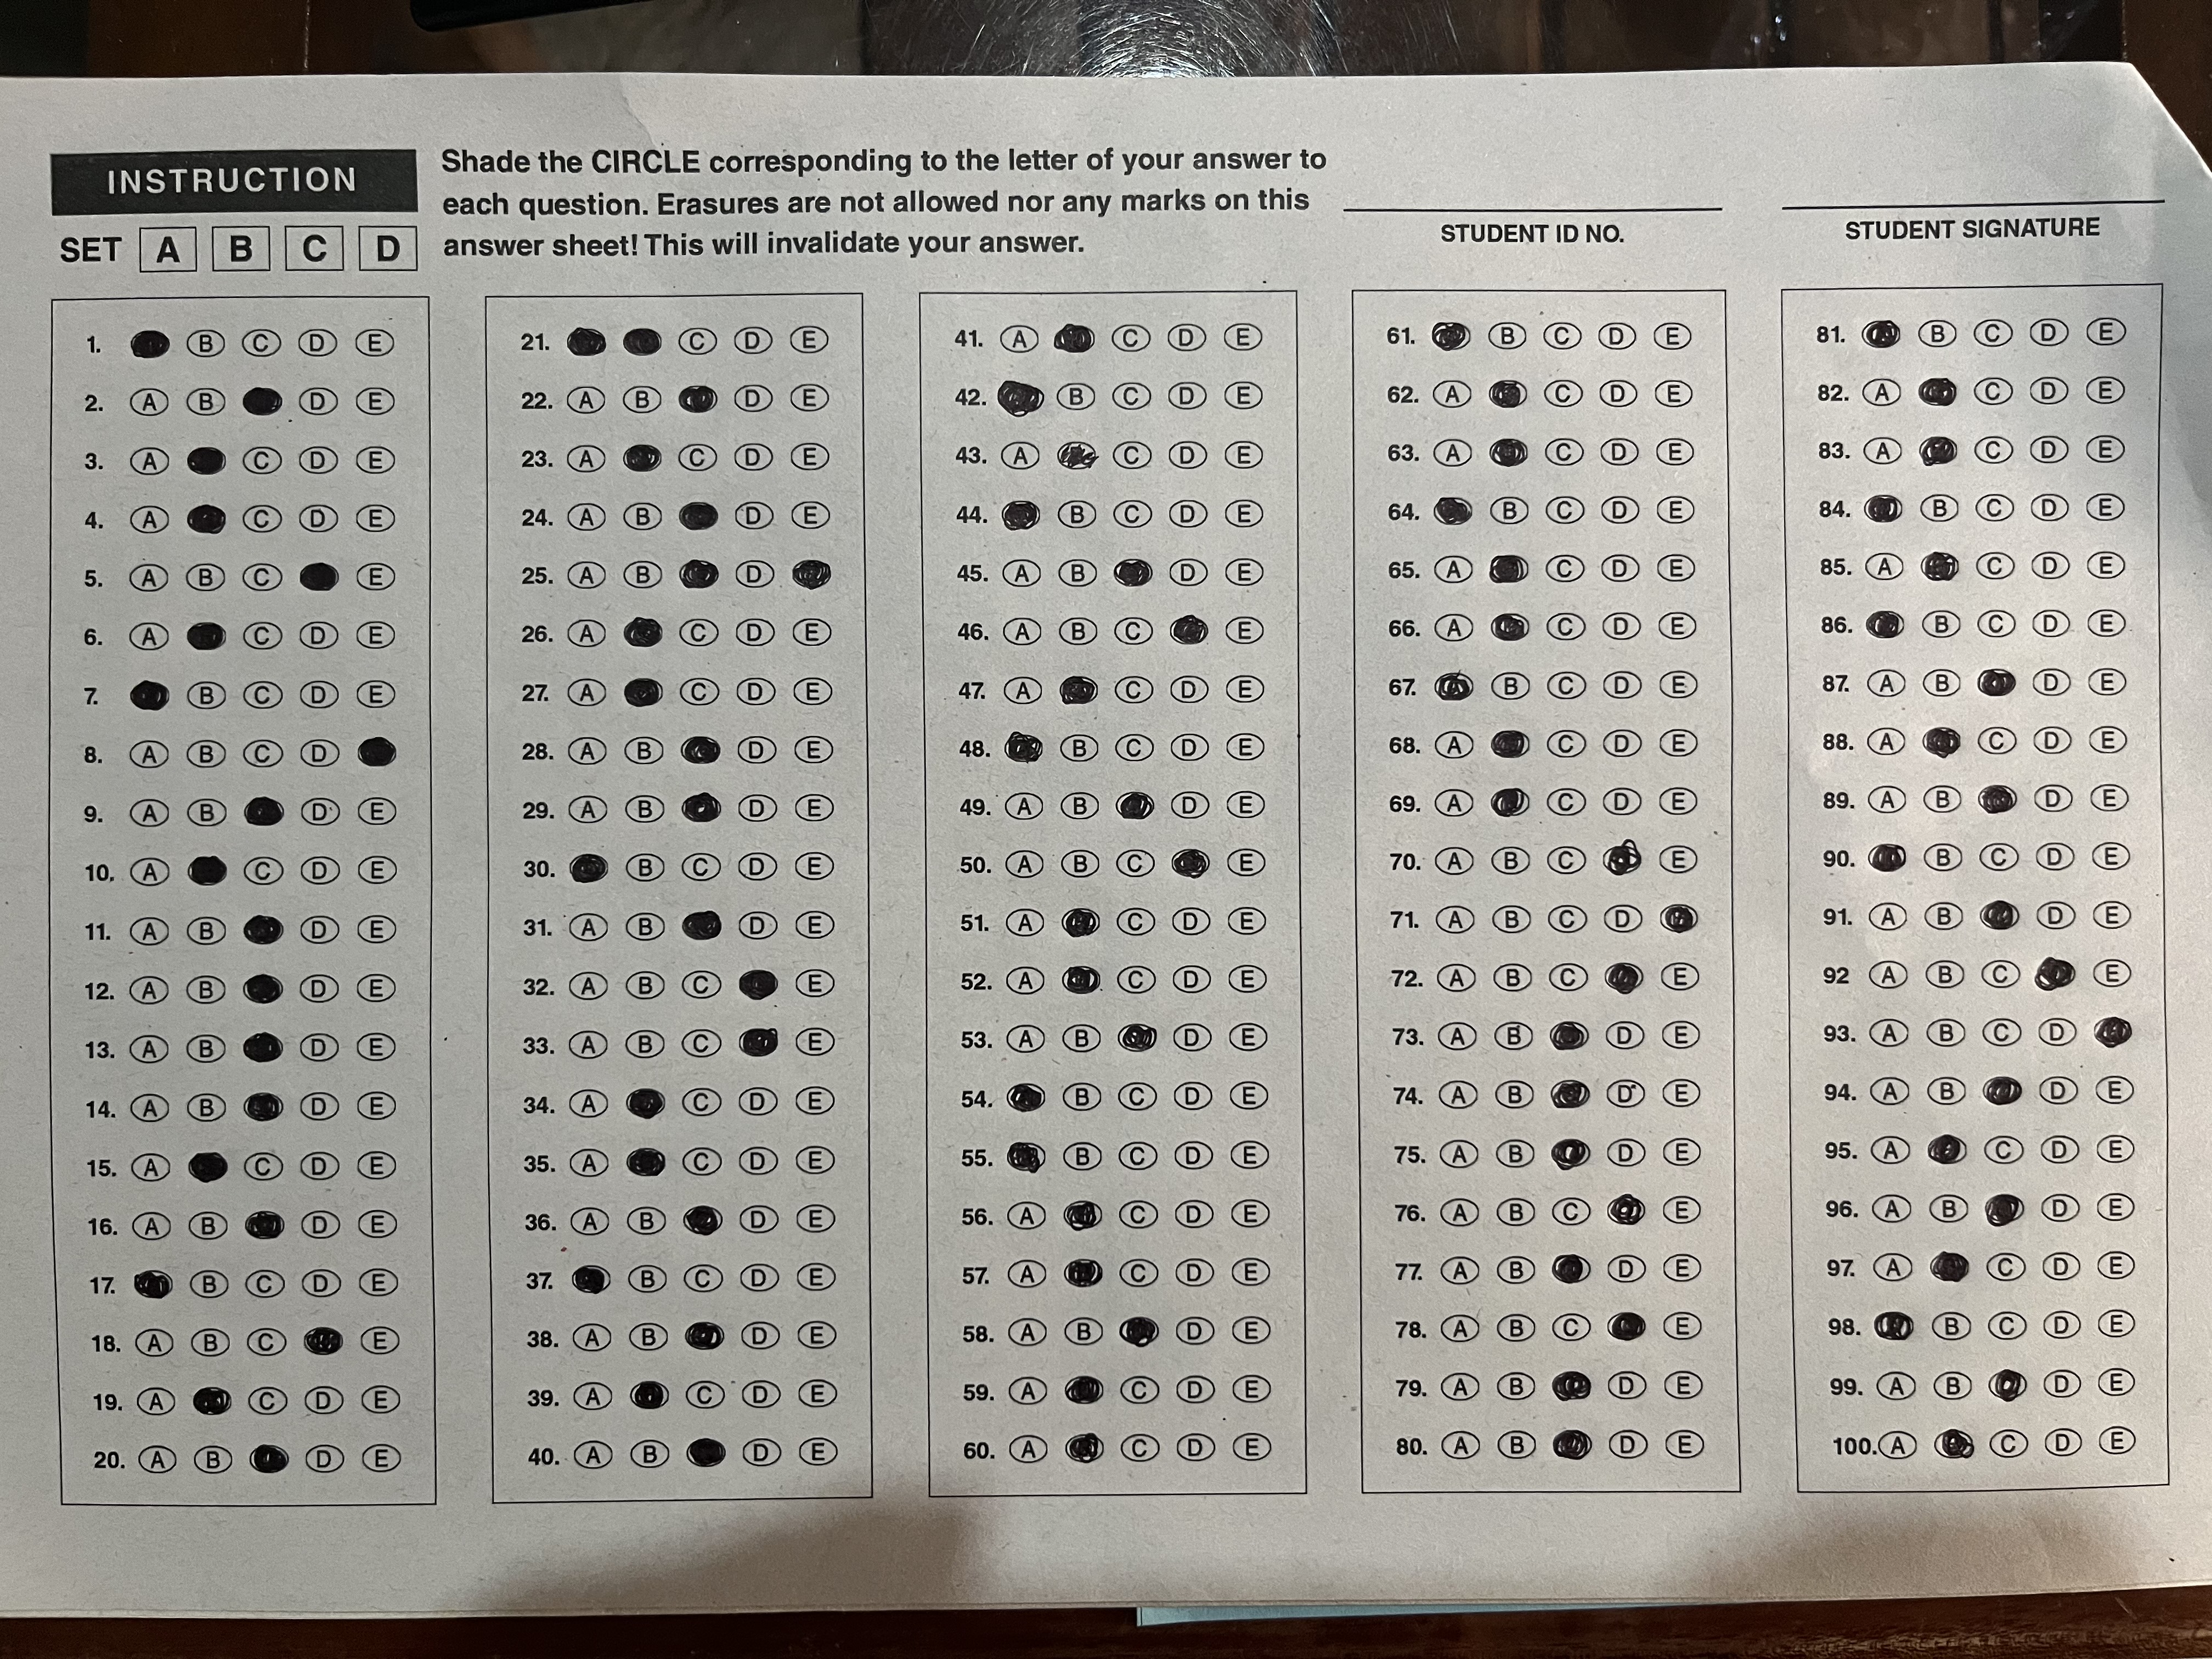 INSTRUCTION
Shade the CIRCLE corresponding to the letter of your answer to
each question. Erasures are not allowed nor any marks on this
answer sheet! This will invalidate your answer.
SET A B C D
STUDENT ID NO.
STUDENT SIGNATURE
1. B C D E
2. A B D E
3. A C D E
4. A C D E
5. A B C E
6. A C D E
7. B C D E
8. A B C D
9. A B D E
10. A C D E
11. A B D E
12. A B D E
13. A B D E
14. A B D E
15. A C D E
16. A B D E
17. B C D E
18. A B C E
19. A C D E
20. A B D E
21. C D E
22. A B D E
23. A C D E
24. A B D E
25. A B D
26. A C D E
27. A C D E
28. A B D E
29. A B D E
30. B C D E
31. A B D E
32. A B C E
33. A B C E
34. A C D E
35. A C D E
36. A B D E
37. B C D E
38. A B D E
39. A C D E
40. A B D E
41. A C D E
42. B C D E
43. A C D E
44. B C D E
45. A B D E
46. A B C E
47. A C D E
48. B C D E
49. A B D E
50. A B C E
51. A C D E
52. A C D E
53. A B D E
54. B C D E
55. B C D E
56. A C D E
57. A C D E
58. A B D E
59. A C D E
60. A C D E
61. B C D E
62. A C D E
63. A C D E
64. B C D E
65. A C D E
66. A C D E
67. B C D E
68. A C D E
69. A C D E
70. A B C E
71. A B C D
72. A B C E
73. A B D E
74. A B D E
75. A B D E
76. A B C E
77. A B D E
78. A B C E
79. A B D E
80. A B D E
81. B C D E
82. A C D E
83. A C D E
84. B C D E
85. A C D E
86. B C D E
87. A B D E
88. A C D E
89. A B D E
90. B C D E
91. A B D E
92 A B C E
93. A B C D
94. A B D E
95. A C D E
96. A B D E
97. A C D E
98. B C D E
99. A B D E
100. A C D E